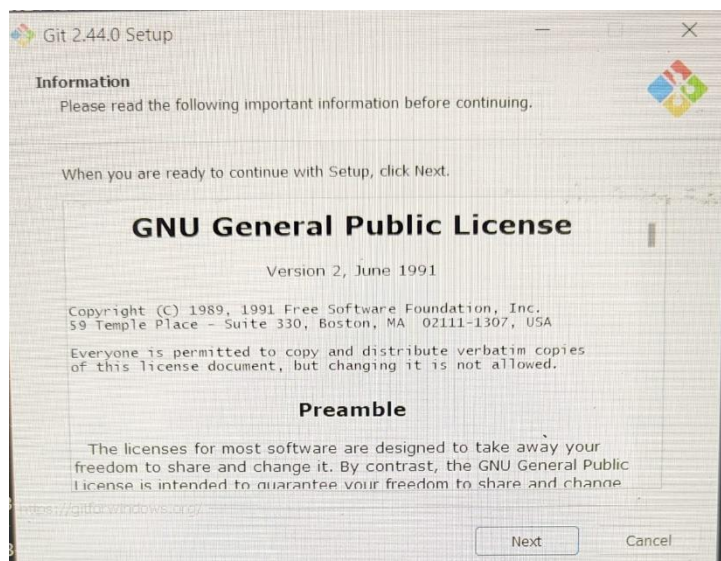 Git 2.44.0 Setup
Information
Please read the following important information before continuing.
When you are ready to continue with Setup, click Next.
GNU General Public License
Version 2, June 1991
Copyright (C) 1989, 1991 Free Software Foundation, Inc.
59 Temple Place - Suite 330, Boston, MA 02111-1307, USA
Everyone is permitted to copy and distribute verbatim copies
of this license document, but changing it is not allowed.
Preamble
The licenses for most software are designed to take away your
freedom to share and change it. By contrast, the GNU General Public
License is intended to guarantee your freedom to share and change
https://gitforwindows.org/
Next
Cancel